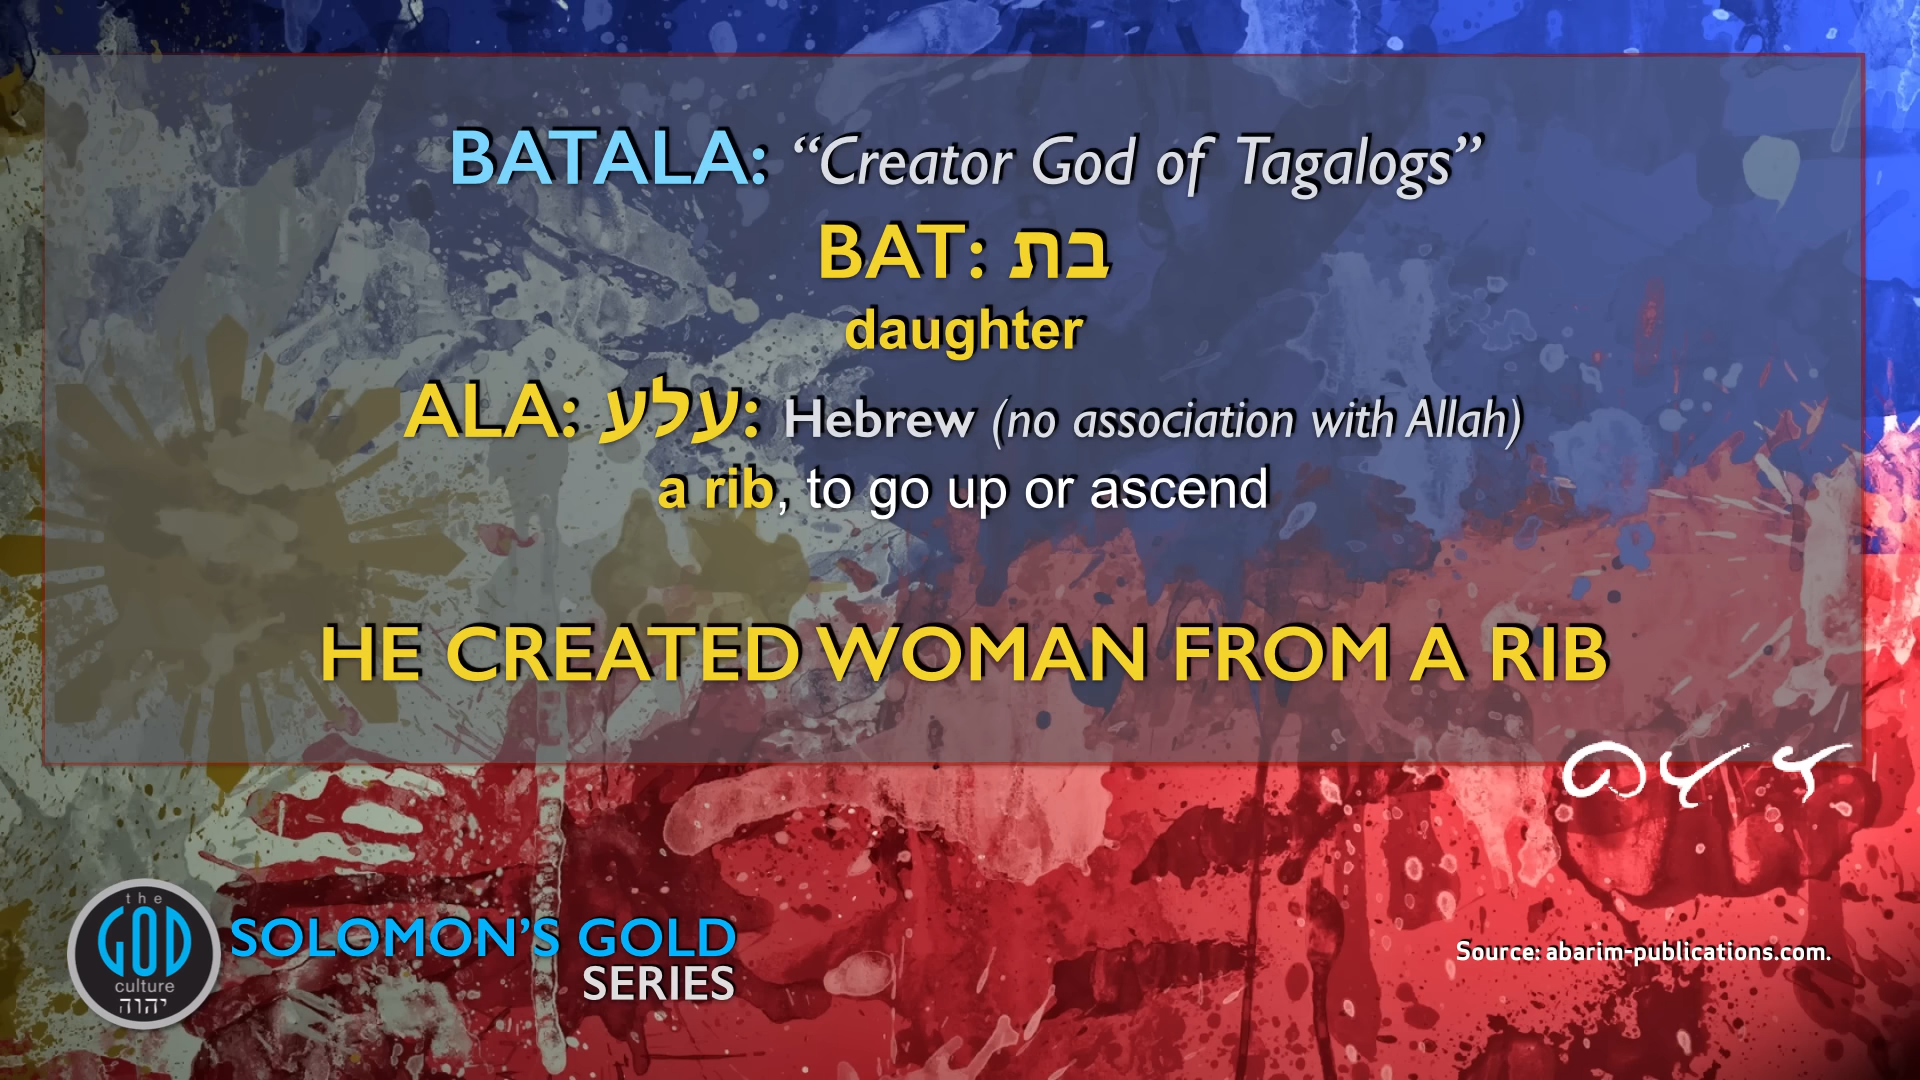 BATALA: “Creator God of Tagalogs”
BAT: בת
daughter
ALA: עלע: Hebrew (no association with Allah)
a rib, to go up or ascend
HE CREATED WOMAN FROM A RIB
ᜊᜆᜎ
the
GOD
culture
יהוה
SOLOMON’S GOLD
SERIES
Source: abarim-publications.com.